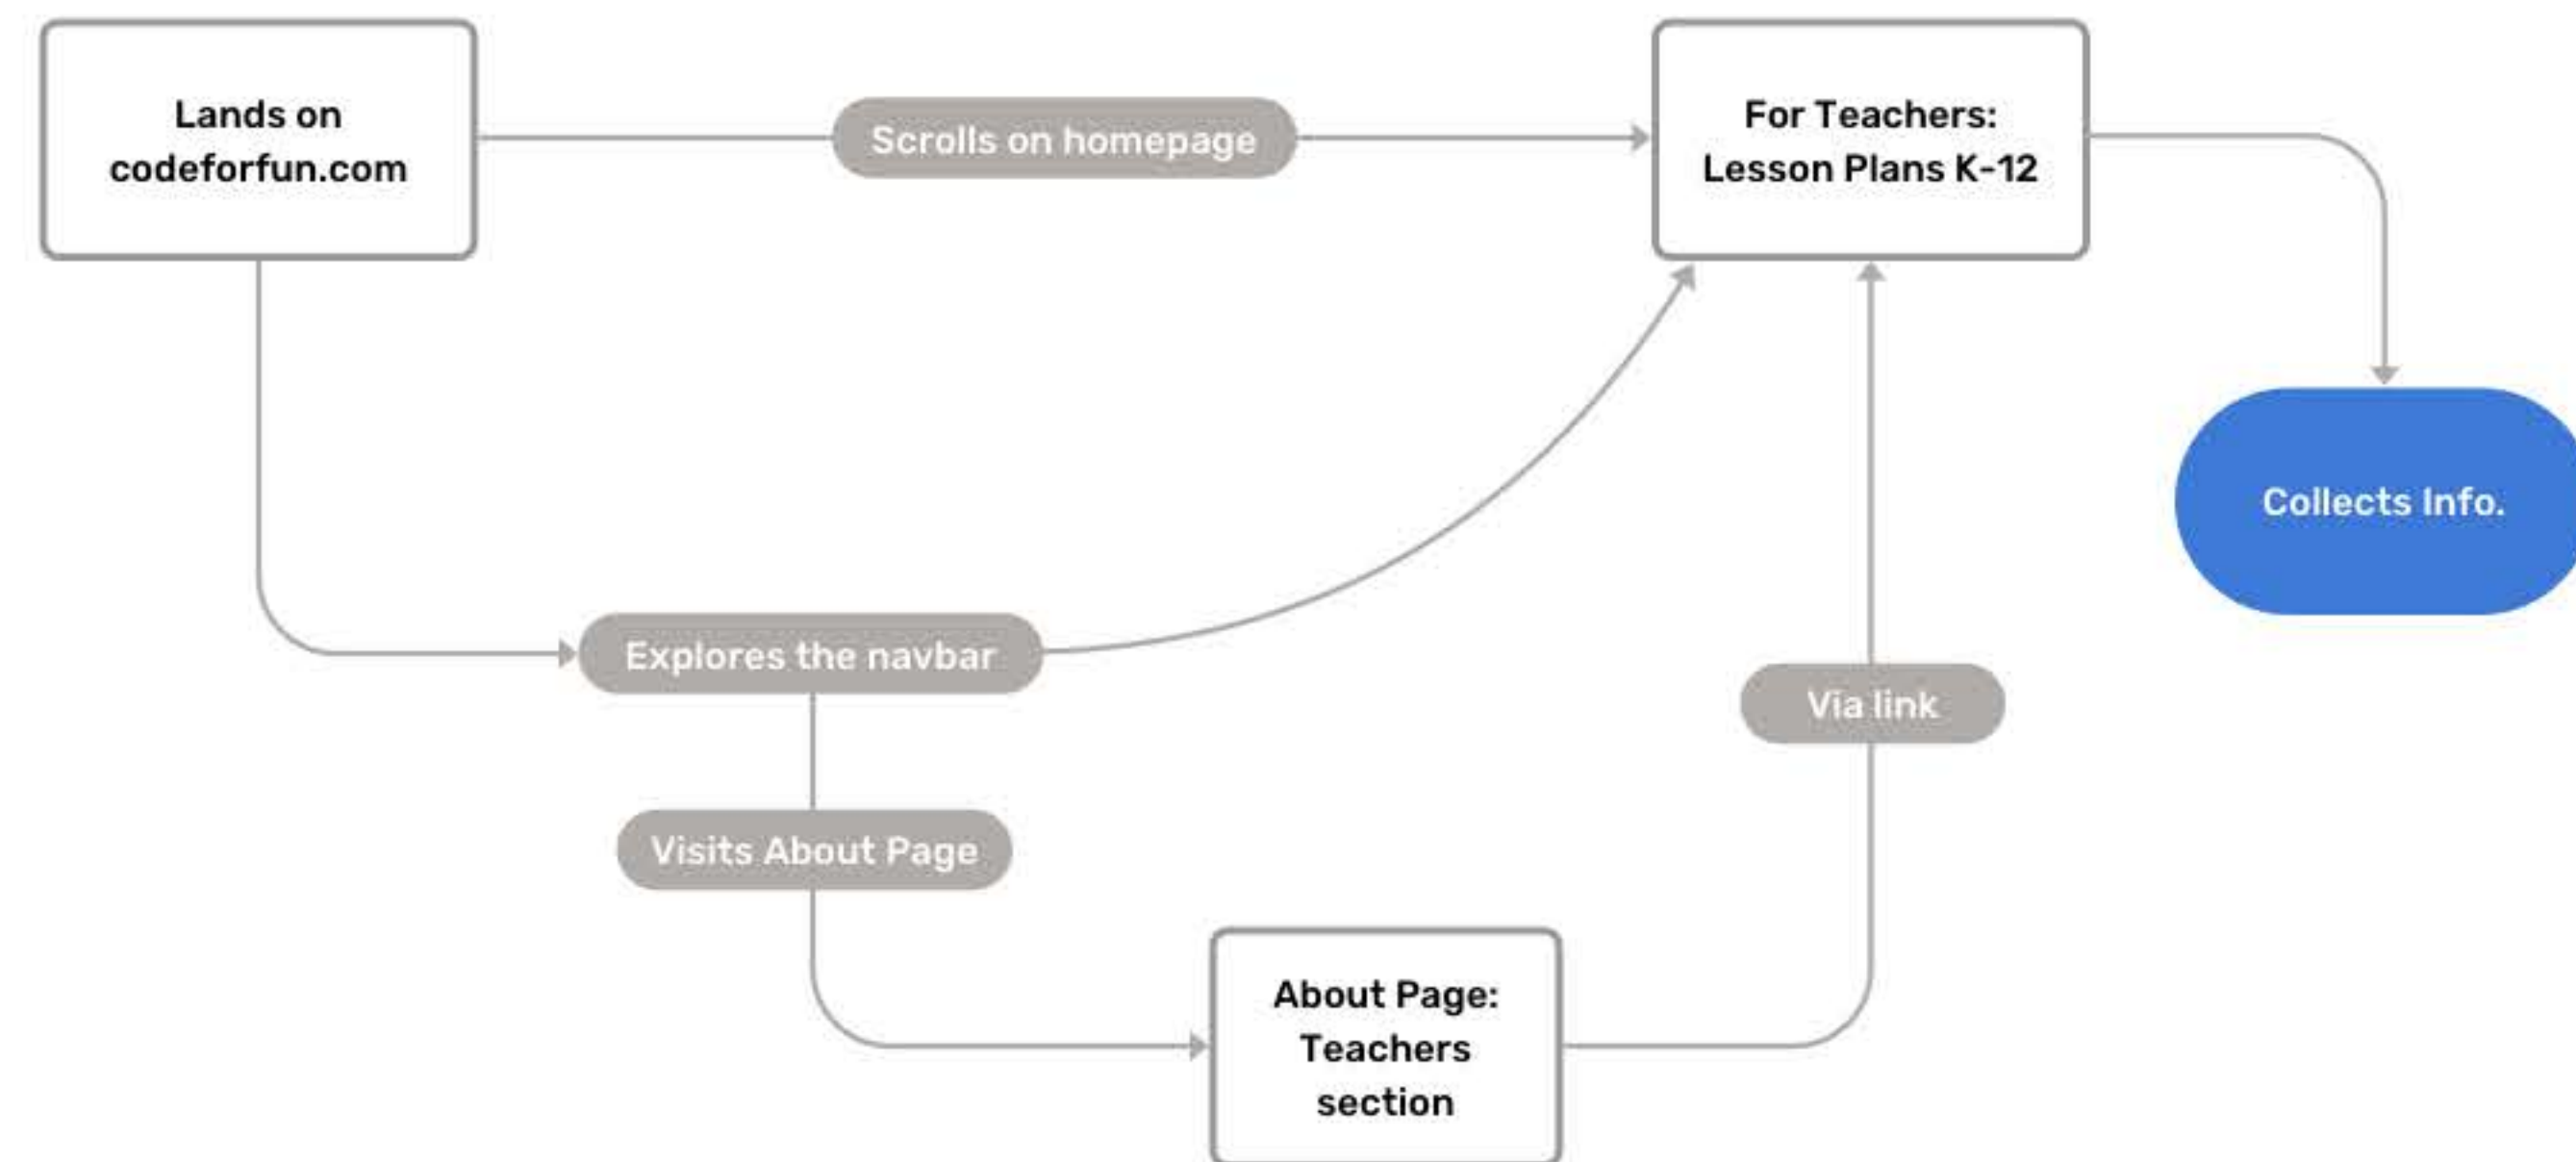 Lands on
codeforfun.com
Scrolls on homepage
For Teachers:
Lesson Plans K-12
Collects Info.
Explores the navbar
Via link
Visits About Page
About Page:
Teachers
section